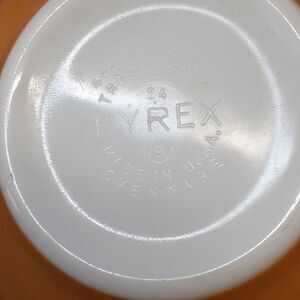 TRADE MARK
24
PYREX
®
MADE IN U.S.A.
OVENWARE